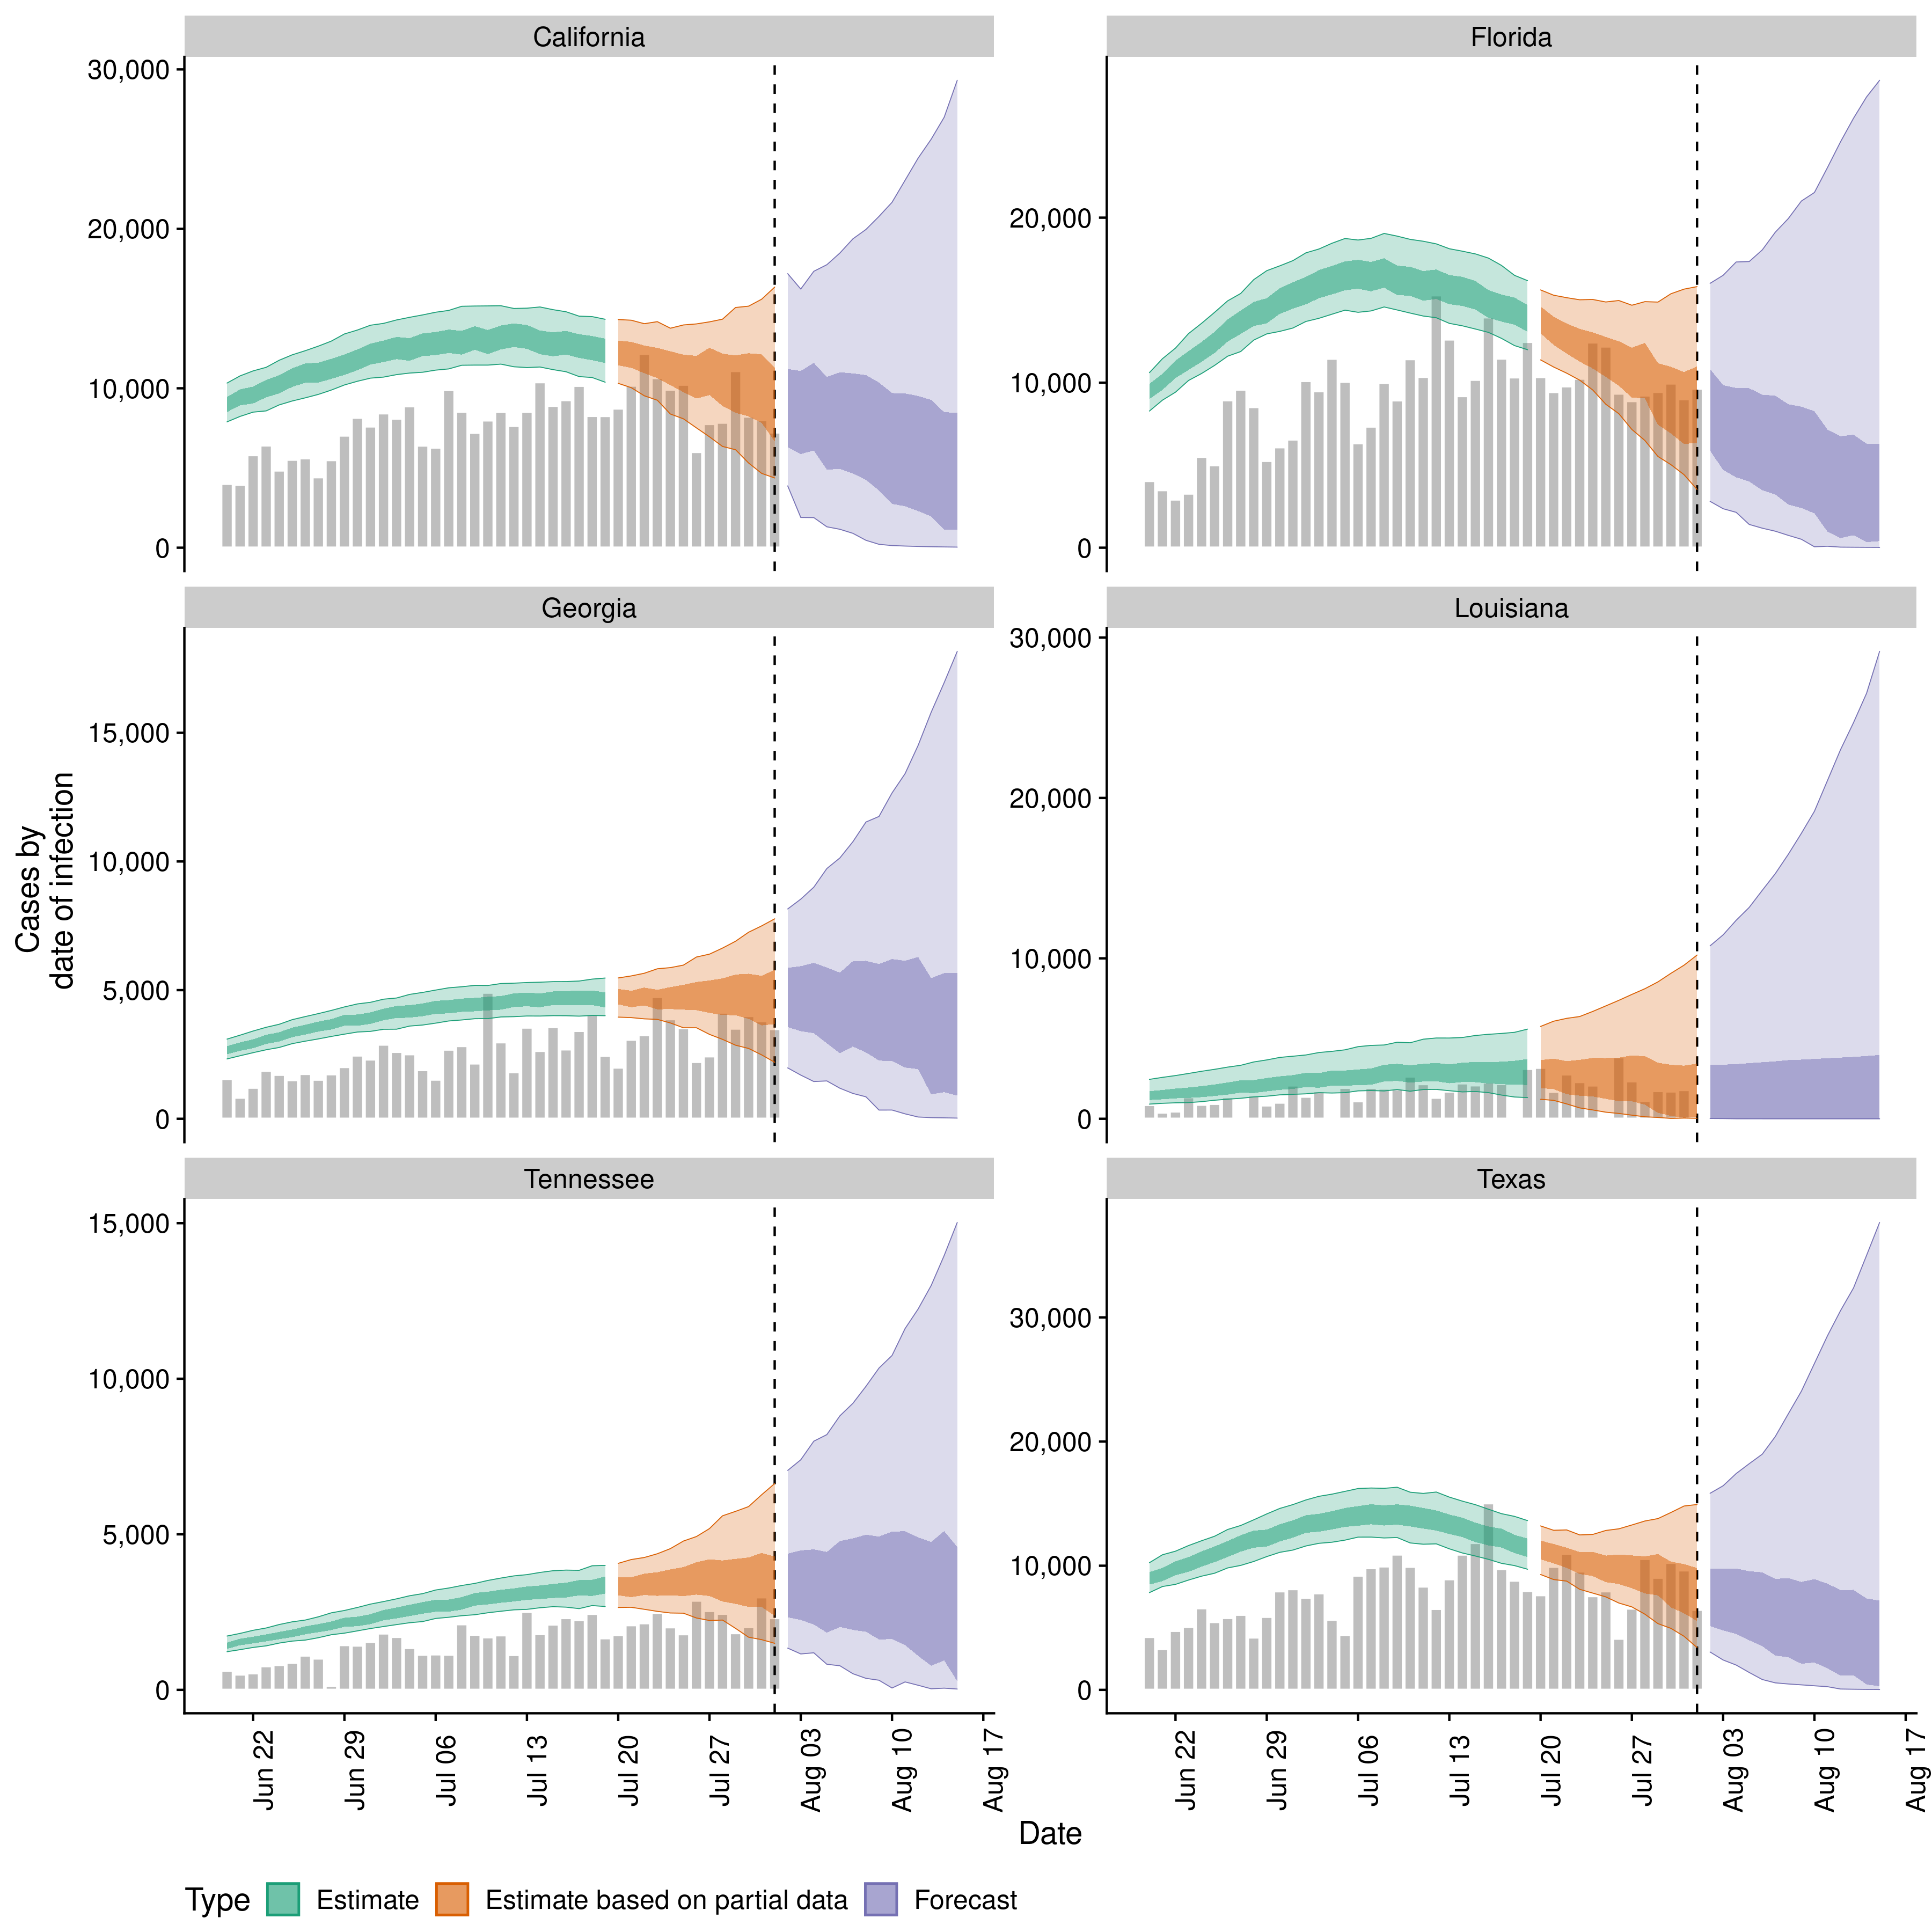 California
Florida
30,000
20,000
10,000
0
20,000
10,000
0
Georgia
Louisiana
15,000
10,000
5,000
0
30,000
20,000
10,000
0
Tennessee
Texas
15,000
10,000
5,000
0
30,000
20,000
10,000
0
Cases by
date of infection
Jun 22
Jun 29
Jul 06
Jul 13
Jul 20
Jul 27
Aug 03
Aug 10
Aug 17
Jun 22
Jun 29
Jul 06
Jul 13
Jul 20
Jul 27
Aug 03
Aug 10
Aug 17
Date
Type Estimate Estimate based on partial data Forecast